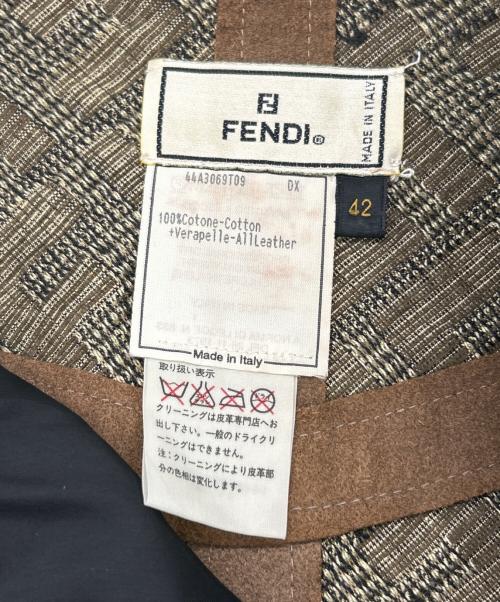 FENDI®
MADE IN ITALY
42
44A3069T09 DX
100%Cotone-Cotton
+Verapelle-AllLeather
Made in Italy
取り扱い表示
クリーニングは皮革専門店へお
出し下さい。一般のドライクリ
ーニングはできません。
注：クリーニングにより皮革部
分の色相は変化します。